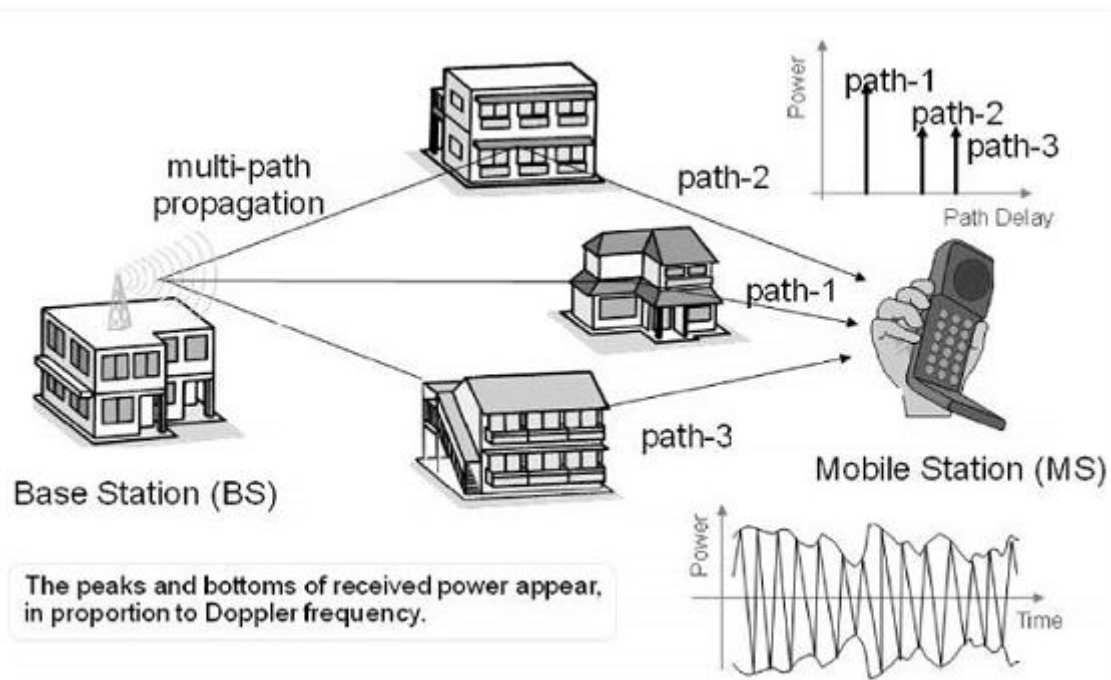 Power
path-1
path-2
path-3
Path Delay
multi-path
propagation
path-2
path-1
path-3
Base Station (BS)
Mobile Station (MS)
The peaks and bottoms of received power appear,
in proportion to Doppler frequency.
Power
Time